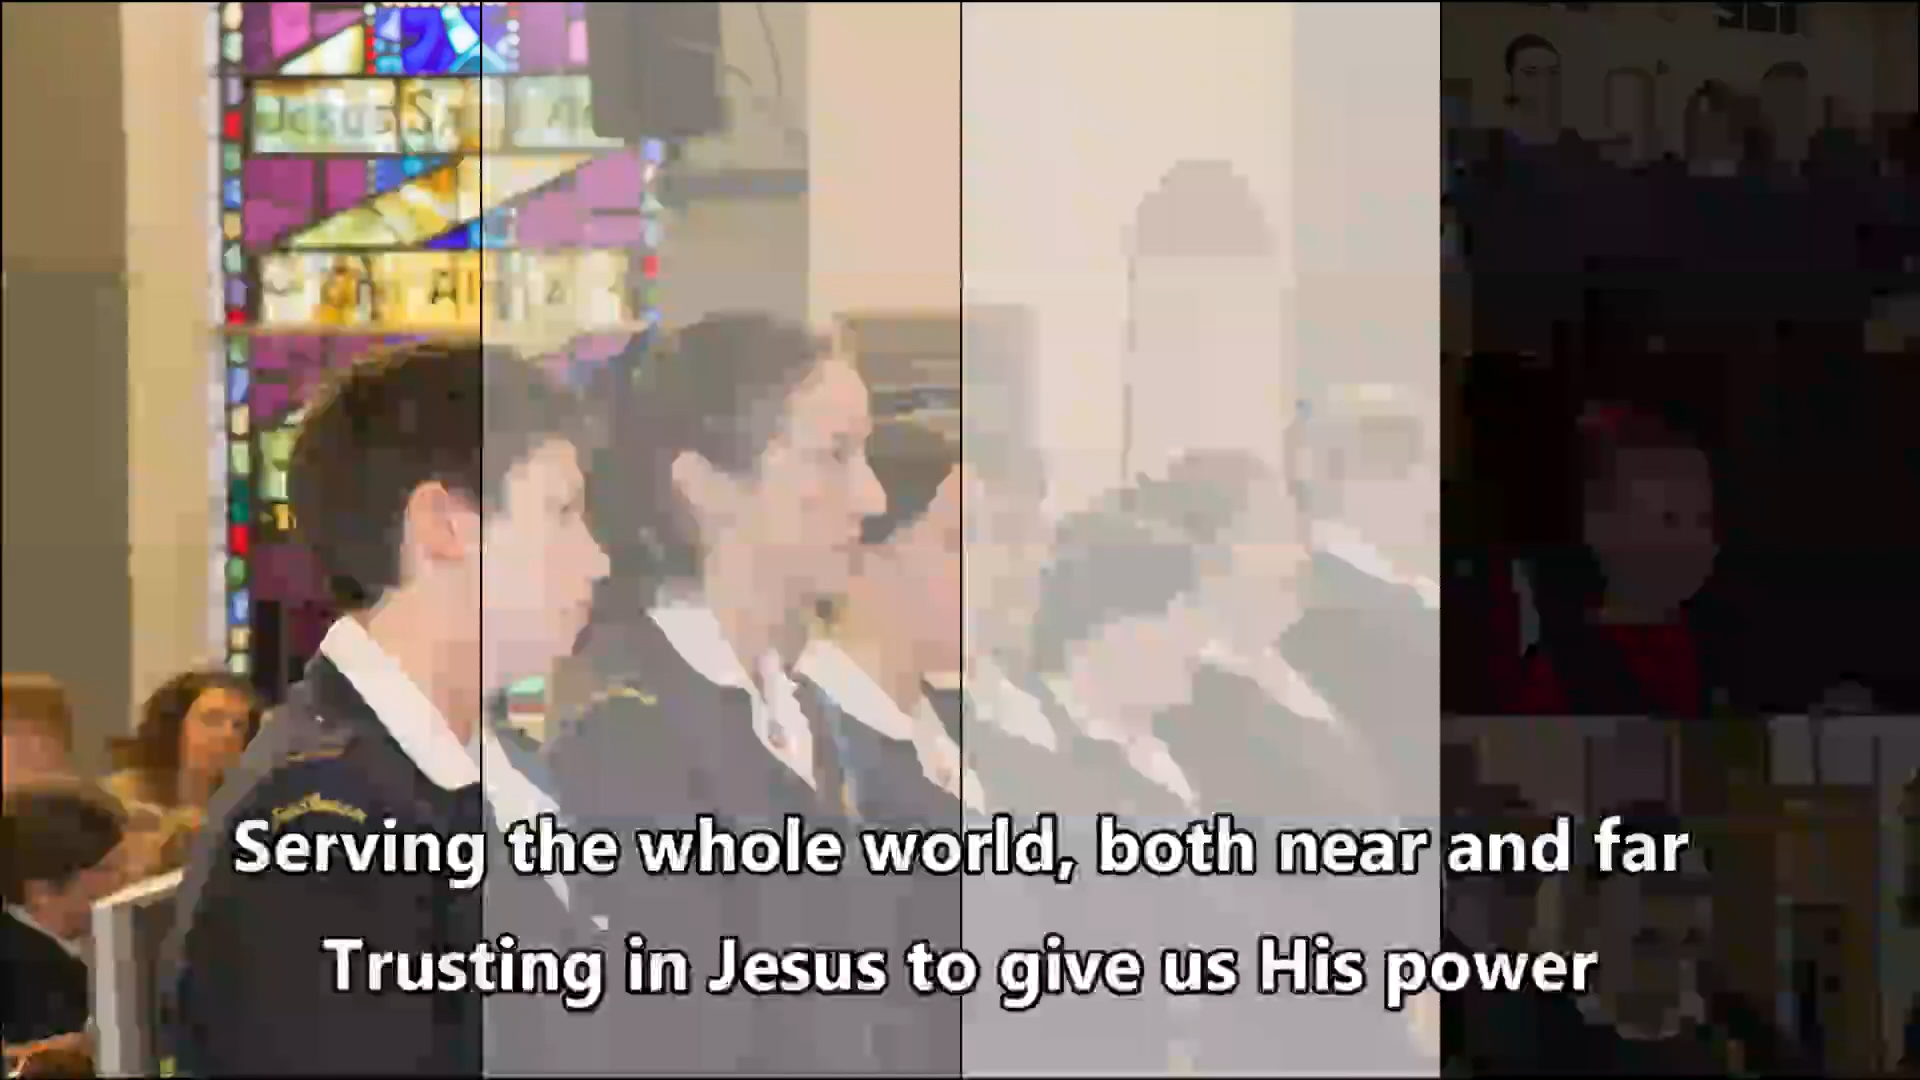 Serving the whole world, both near and far
Trusting in Jesus to give us His power